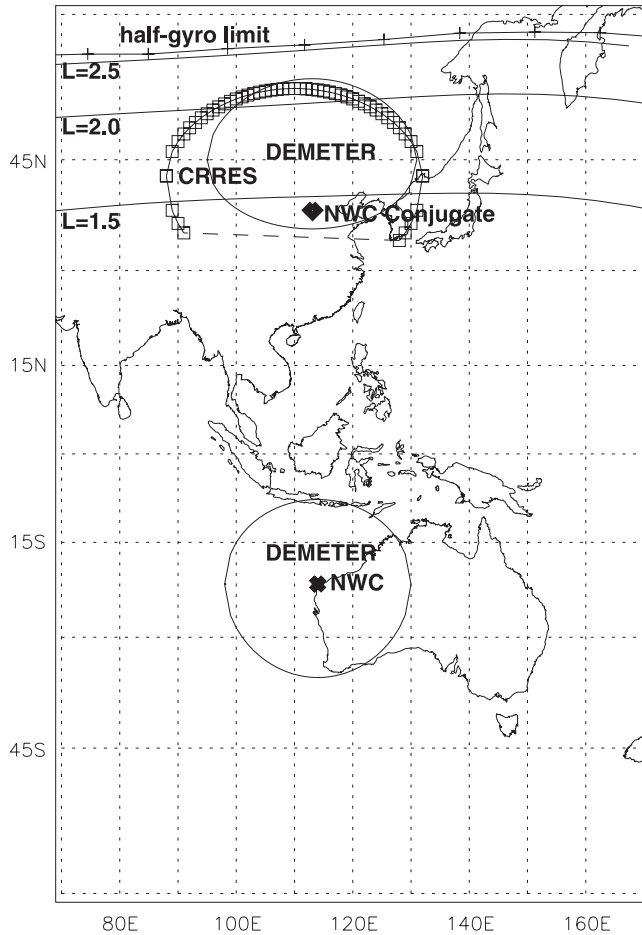 half-gyro limit
L=2.5
L=2.0
DEMETER
45N
CRRES
NWC Conjugate
L=1.5
15N
15S
DEMETER
NWC
45S
80E 100E 120E 140E 160E